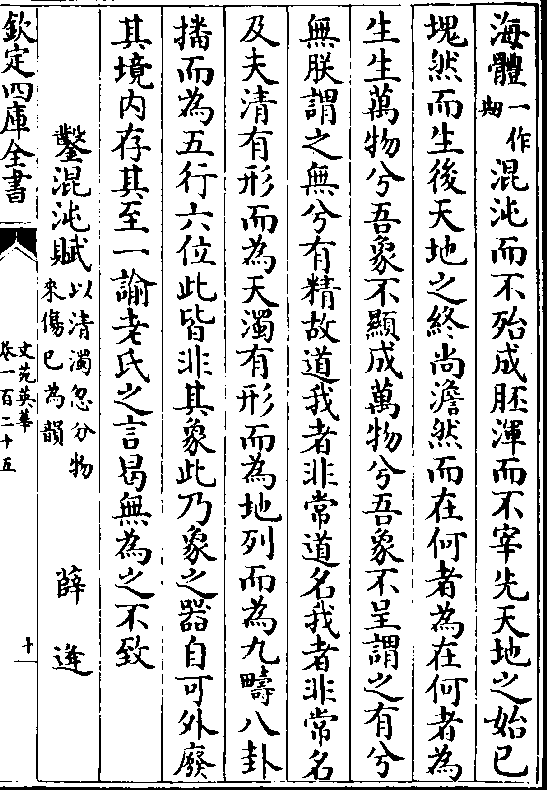 海體一作㘬混沌而不殆成胚渾而不宰先天地之始已
塊然而生後天地之終尚澹然而在何者為在何者為
生生萬物兮吾象不顯成萬物兮吾象不呈謂之有兮
無朕謂之無兮有精故道我者非常道名我者非常名
及夫清有形而為天濁有形而為地列而為九疇八卦
播而為五行六位此皆非其象此乃象之器自可外廢
其境内存其至一諭老氏之言曷無為之不致
鑿混沌賦以清濁忽分物來傷已為韻 薛逢
欽定四庫全書
文苑英華
卷一百二十五
十